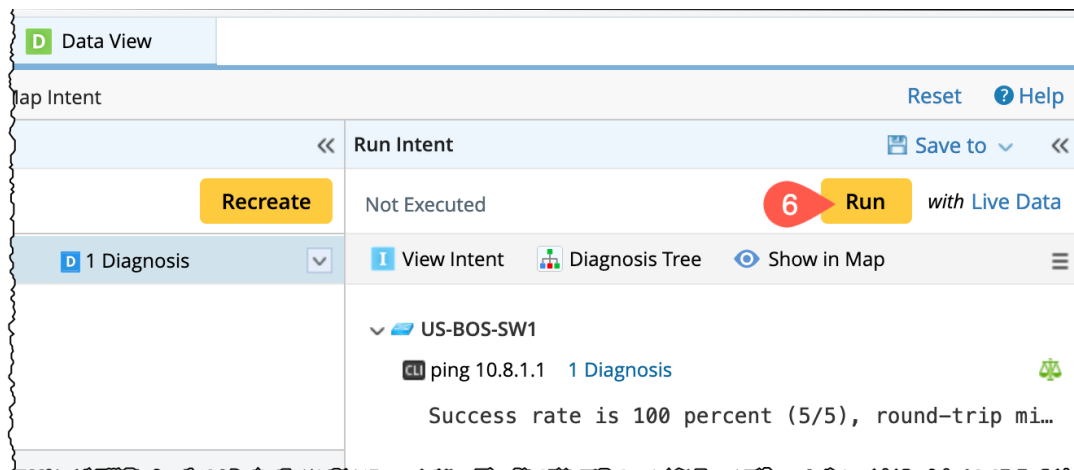 D Data View
Map Intent Reset ? Help
Run Intent Save to
Recreate Not Executed 6 Run with Live Data
D 1 Diagnosis I View Intent Diagnosis Tree Show in Map
US-BOS-SW1
CLI ping 10.8.1.1 1 Diagnosis
Success rate is 100 percent (5/5), round-trip mi…